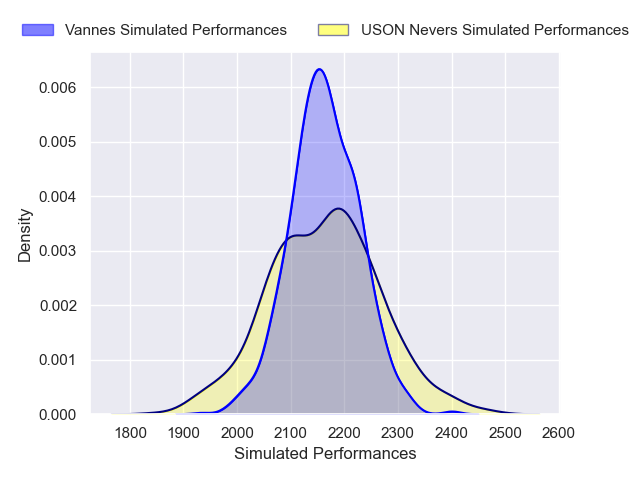 Vannes Simulated Performances USON Nevers Simulated Performances
0.006
0.005
0.004
0.003
0.002
0.001
0.000
Density
1800 1900 2000 2100 2200 2300 2400 2500 2600
Simulated Performances